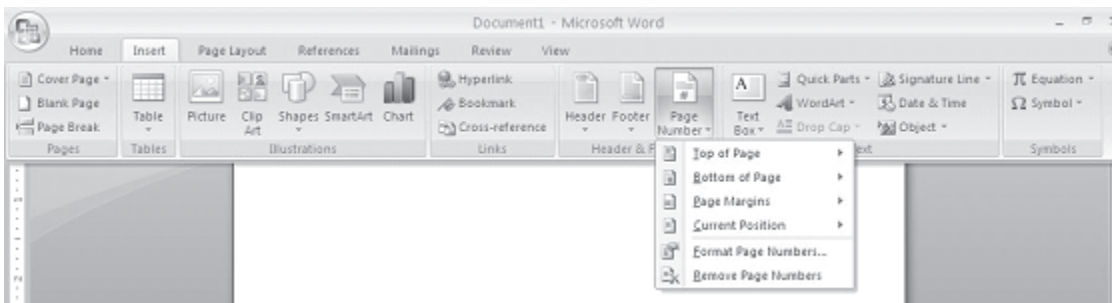 Document1 - Microsoft Word
Home Insert Page Layout References Mailings Review View
Cover Page
Blank Page
Page Break
Pages
Table
Tables
Picture Clip Art Shapes SmartArt Chart
Illustrations
Hyperlink
Bookmark
Cross-reference
Links
Header Footer Page Number
Header & F
Text Box
Quick Parts Signature Line
WordArt Date & Time
Drop Cap Object
ext
Equation
Symbol
Symbols
Top of Page
Bottom of Page
Page Margins
Current Position
Format Page Numbers...
Remove Page Numbers